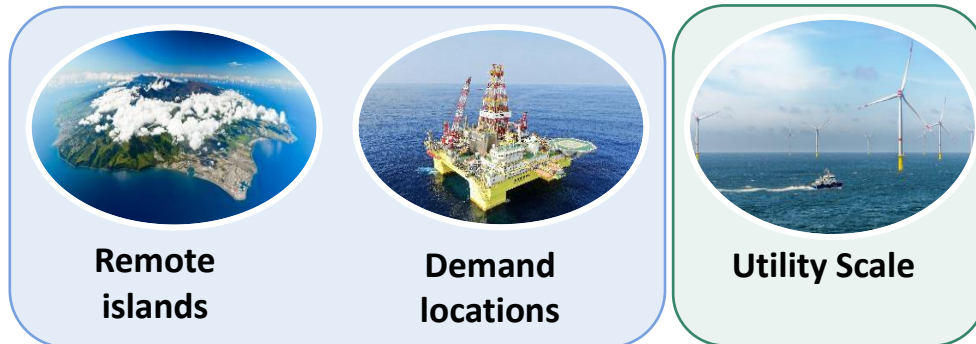 Remote
islands
Demand
locations
Utility Scale